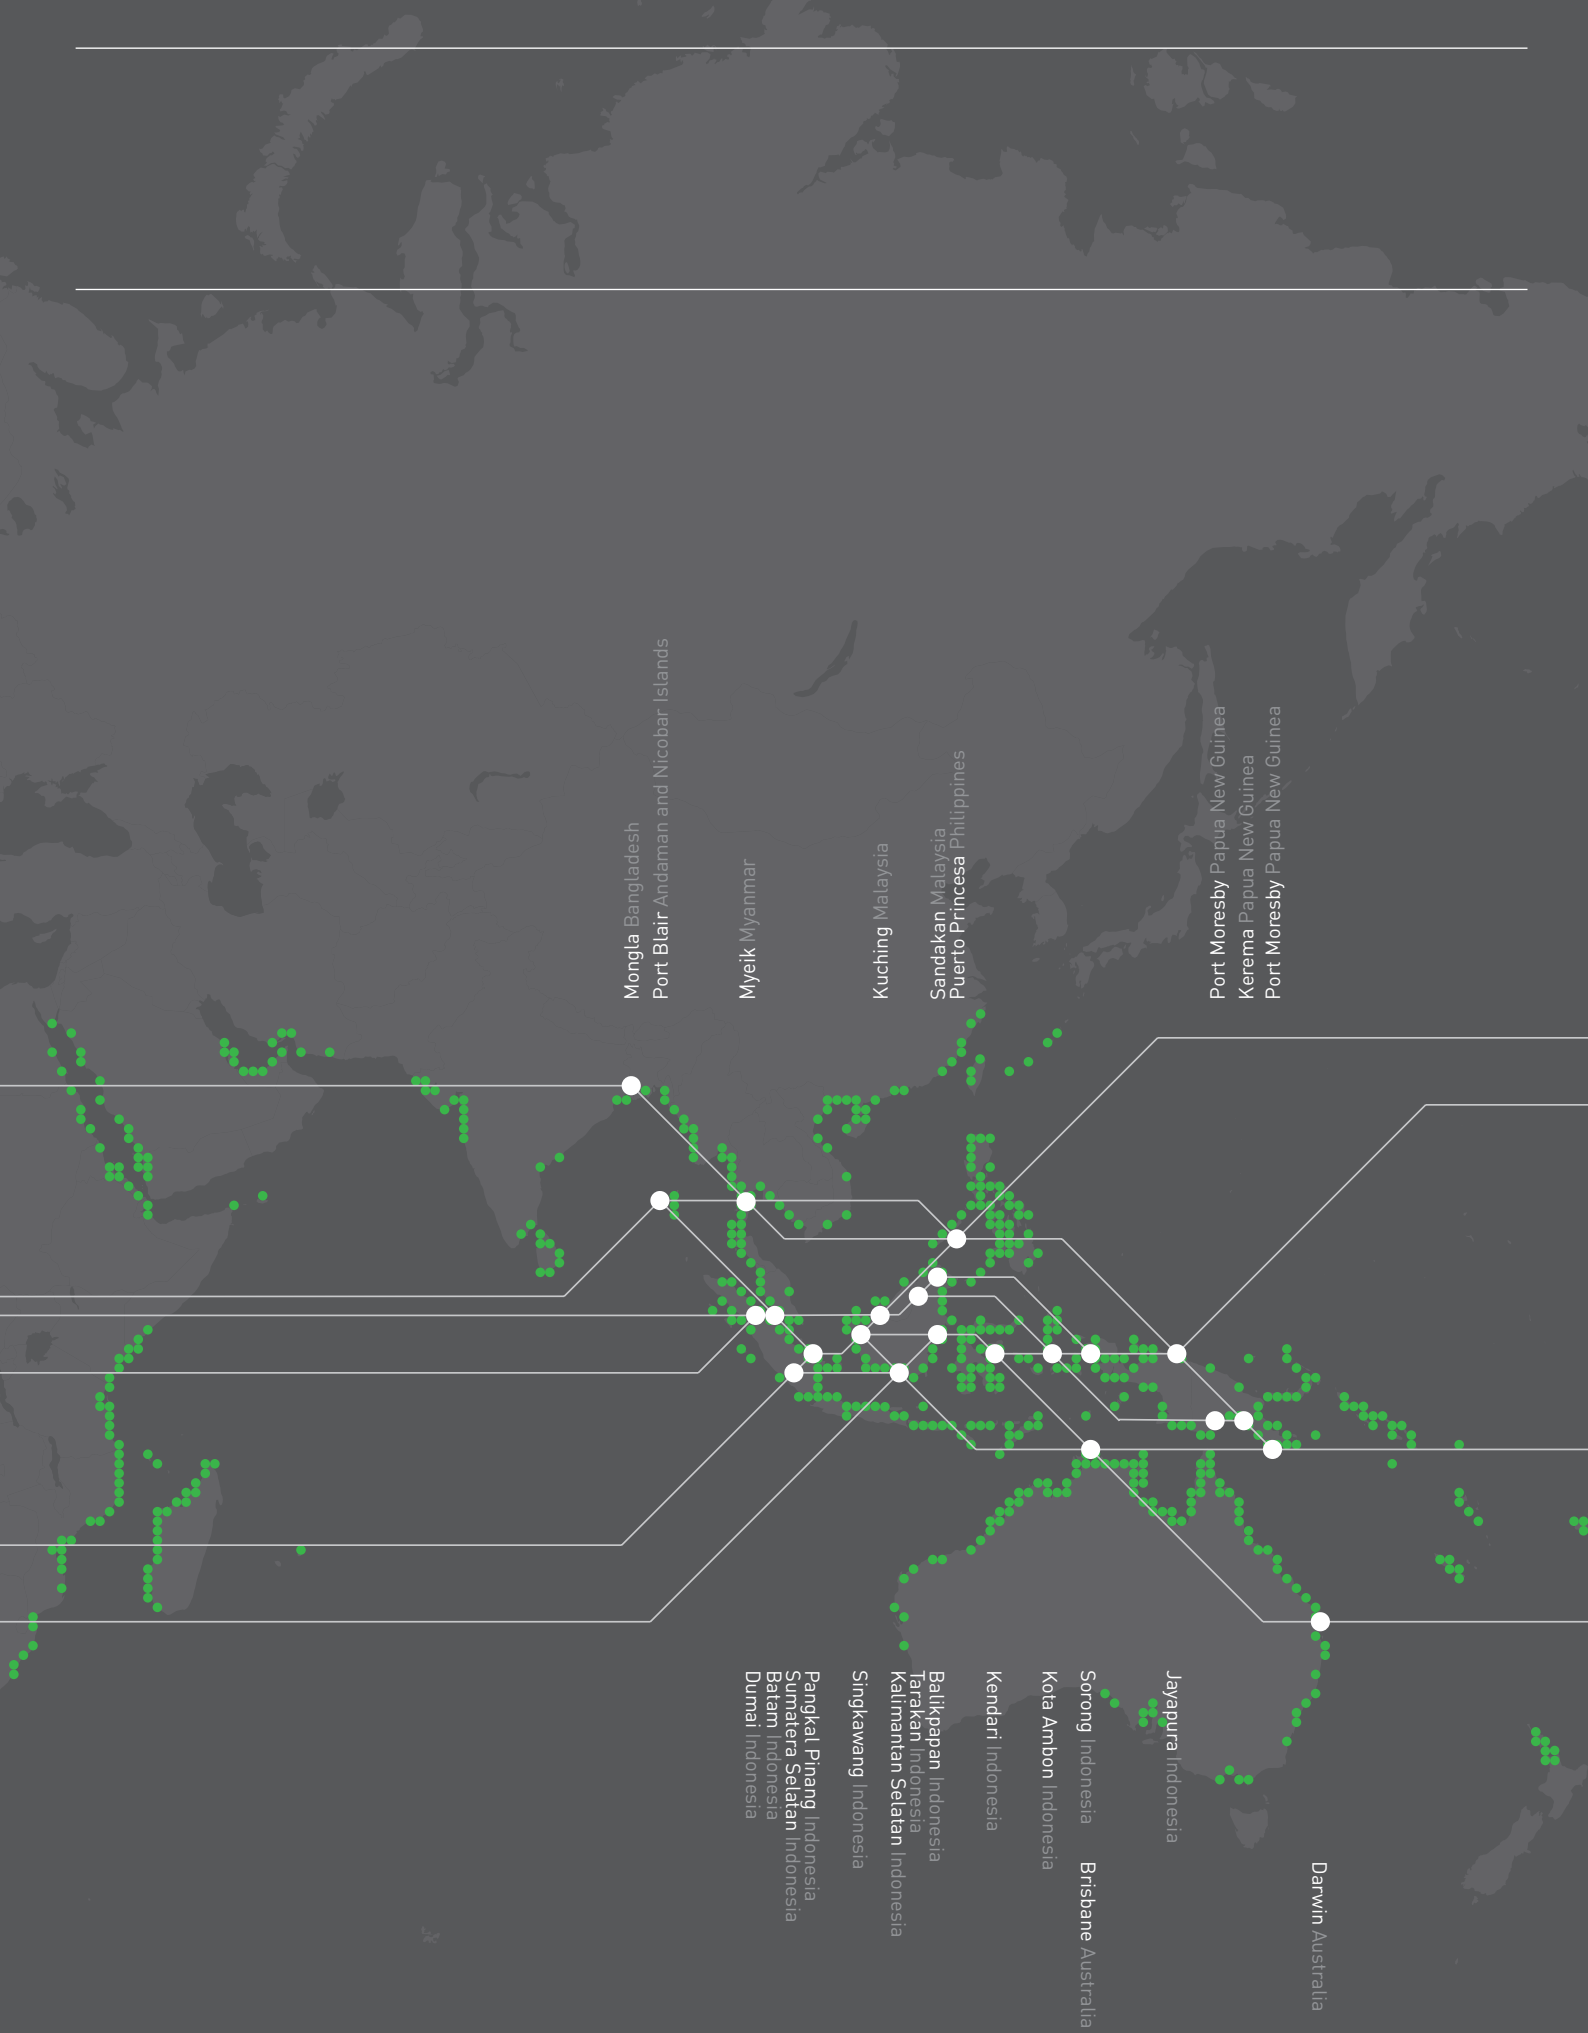 Mongla Bangladesh
Port Blair Andaman and Nicobar Islands
Myeik Myanmar
Kuching Malaysia
Sandakan Malaysia
Puerto Princesa Philippines
Port Moresby Papua New Guinea
Kerema Papua New Guinea
Port Moresby Papua New Guinea
Dumai Indonesia
Batam Indonesia
Sumatera Selatan Indonesia
Pangkal Pinang Indonesia
Singkawang Indonesia
Kalimantan Selatan Indonesia
Tarakan Indonesia
Balikpapan Indonesia
Kendari Indonesia
Kota Ambon Indonesia
Sorong Indonesia
Brisbane Australia
Jayapura Indonesia
Darwin Australia